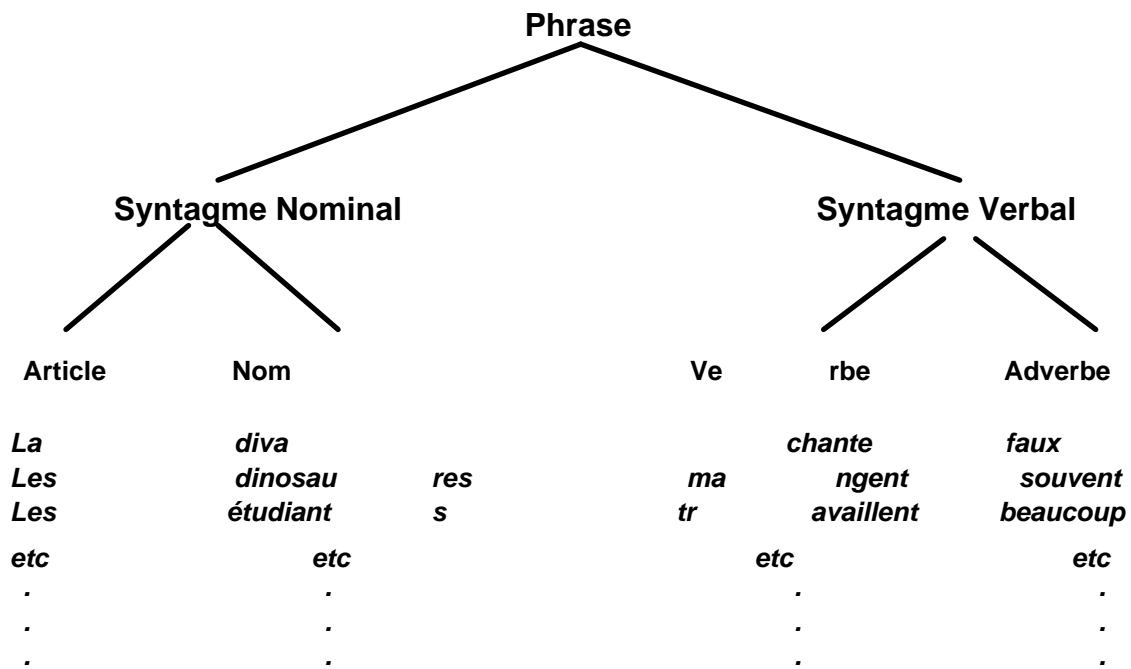 Phrase
Syntagme Nominal Syntagme Verbal
Article Nom Ve rbe Adverbe
La diva chante faux
Les dinosau res ma ngent souvent
Les étudiant s tr availlent beaucoup
etc etc etc etc
. . . .
. . . .
. . . .